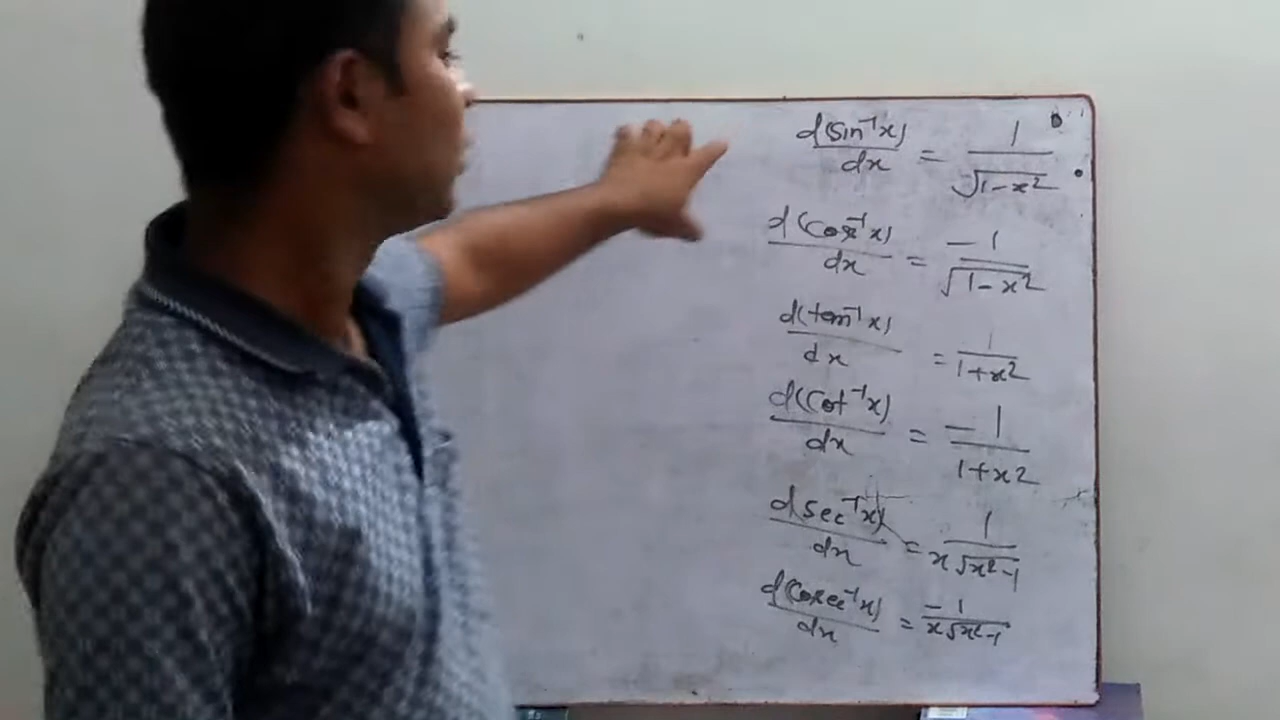 d(sin⁻¹x)/dx = 1/√(1-x²)
d(cos⁻¹x)/dx = -1/√(1-x²)
d(tan⁻¹x)/dx = 1/(1+x²)
d(cot⁻¹x)/dx = -1/(1+x²)
d(sec⁻¹x)/dx = 1/(x√(x²-1))
d(cosec⁻¹x)/dx = -1/(x√(x²-1))